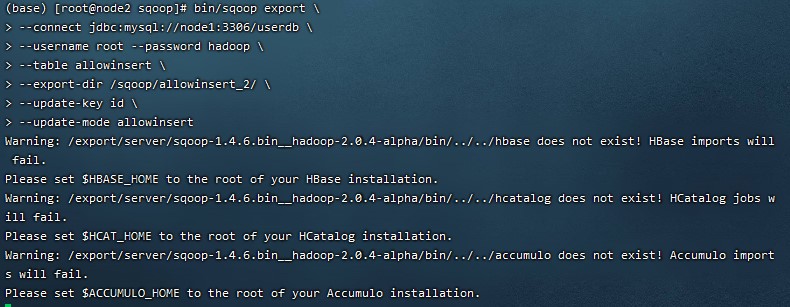 (base) [root@node2 sqoop]# bin/sqoop export \
> --connect jdbc:mysql://node1:3306/userdb \
> --username root --password hadoop \
> --table allowinsert \
> --export-dir /sqoop/allowinsert_2/ \
> --update-key id \
> --update-mode allowinsert
Warning: /export/server/sqoop-1.4.6.bin__hadoop-2.0.4-alpha/bin/../../hbase does not exist! HBase imports will
 fail.
Please set $HBASE_HOME to the root of your HBase installation.
Warning: /export/server/sqoop-1.4.6.bin__hadoop-2.0.4-alpha/bin/../../hcatalog does not exist! HCatalog jobs w
ill fail.
Please set $HCAT_HOME to the root of your HCatalog installation.
Warning: /export/server/sqoop-1.4.6.bin__hadoop-2.0.4-alpha/bin/../../accumulo does not exist! Accumulo import
s will fail.
Please set $ACCUMULO_HOME to the root of your Accumulo installation.